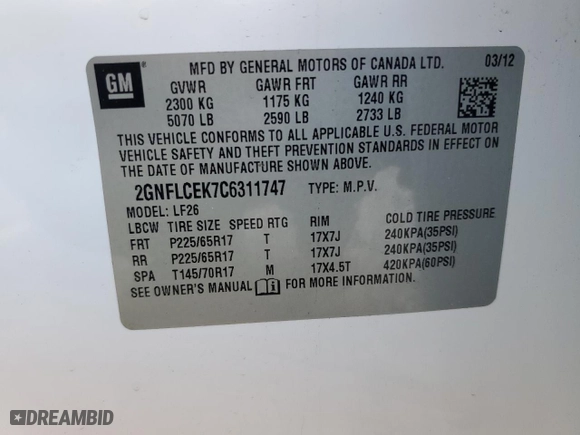 GM
MFD BY GENERAL MOTORS OF CANADA LTD. 03/12
GVWR GAWR FRT GAWR RR
2300 KG 1175 KG 1240 KG
5070 LB 2590 LB 2733 LB
THIS VEHICLE CONFORMS TO ALL APPLICABLE U.S. FEDERAL MOTOR
VEHICLE SAFETY AND THEFT PREVENTION STANDARDS IN EFFECT ON
THE DATE OF MANUFACTURE SHOWN ABOVE.
2GNFLCEK7C6311747 TYPE: M.P.V.
MODEL: LF26
LBCW TIRE SIZE SPEED RTG RIM COLD TIRE PRESSURE
FRT P225/65R17 T 17X7J 240KPA(35PSI)
RR P225/65R17 T 17X7J 240KPA(35PSI)
SPA T145/70R17 M 17X4.5T 420KPA(60PSI)
SEE OWNER'S MANUAL FOR MORE INFORMATION.
DREAMBID